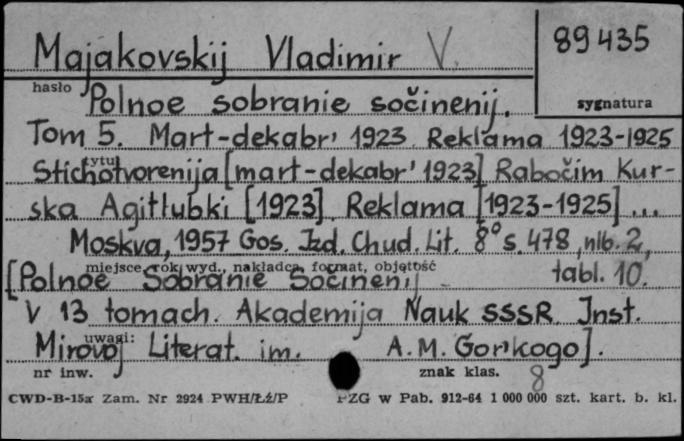 Majakovskij Vladimir V. 89435
hasło Polnoe sobranie sočinenij. sygnatura
Tom 5. Mart-dekabr' 1923 Reklama 1923-1925
tytuł Stichotvorenija [mart-dekabr' 1923] Rabočim Kur-
ska Agitlubki [1923]. Reklama [1923-1925]...
Moskva, 1957 Gos. Izd. Chud. Lit. 8° s. 478, nlb. 2,
miejsce, rok wyd., nakładca, format, objętość
[Polnoe Sobranie Sočinenij - tabl. 10.
v 13 tomach. Akademija Nauk SSSR. Inst.
uwagi: Mirovoj Literat. im. A.M. Gor'kogo].
nr inw. znak klas. 8
CWD-B-15a Zam. Nr 2924 PWH/Łż/P PZG w Pab. 912-64 1 000 000 szt. kart. b. kl.